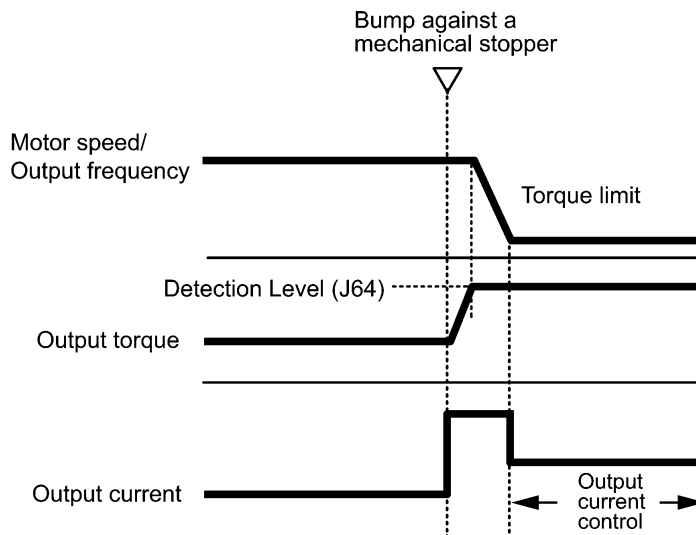 Bump against a
mechanical stopper
Motor speed/
Output frequency
Torque limit
Detection Level (J64)
Output torque
Output current
Output
current
control